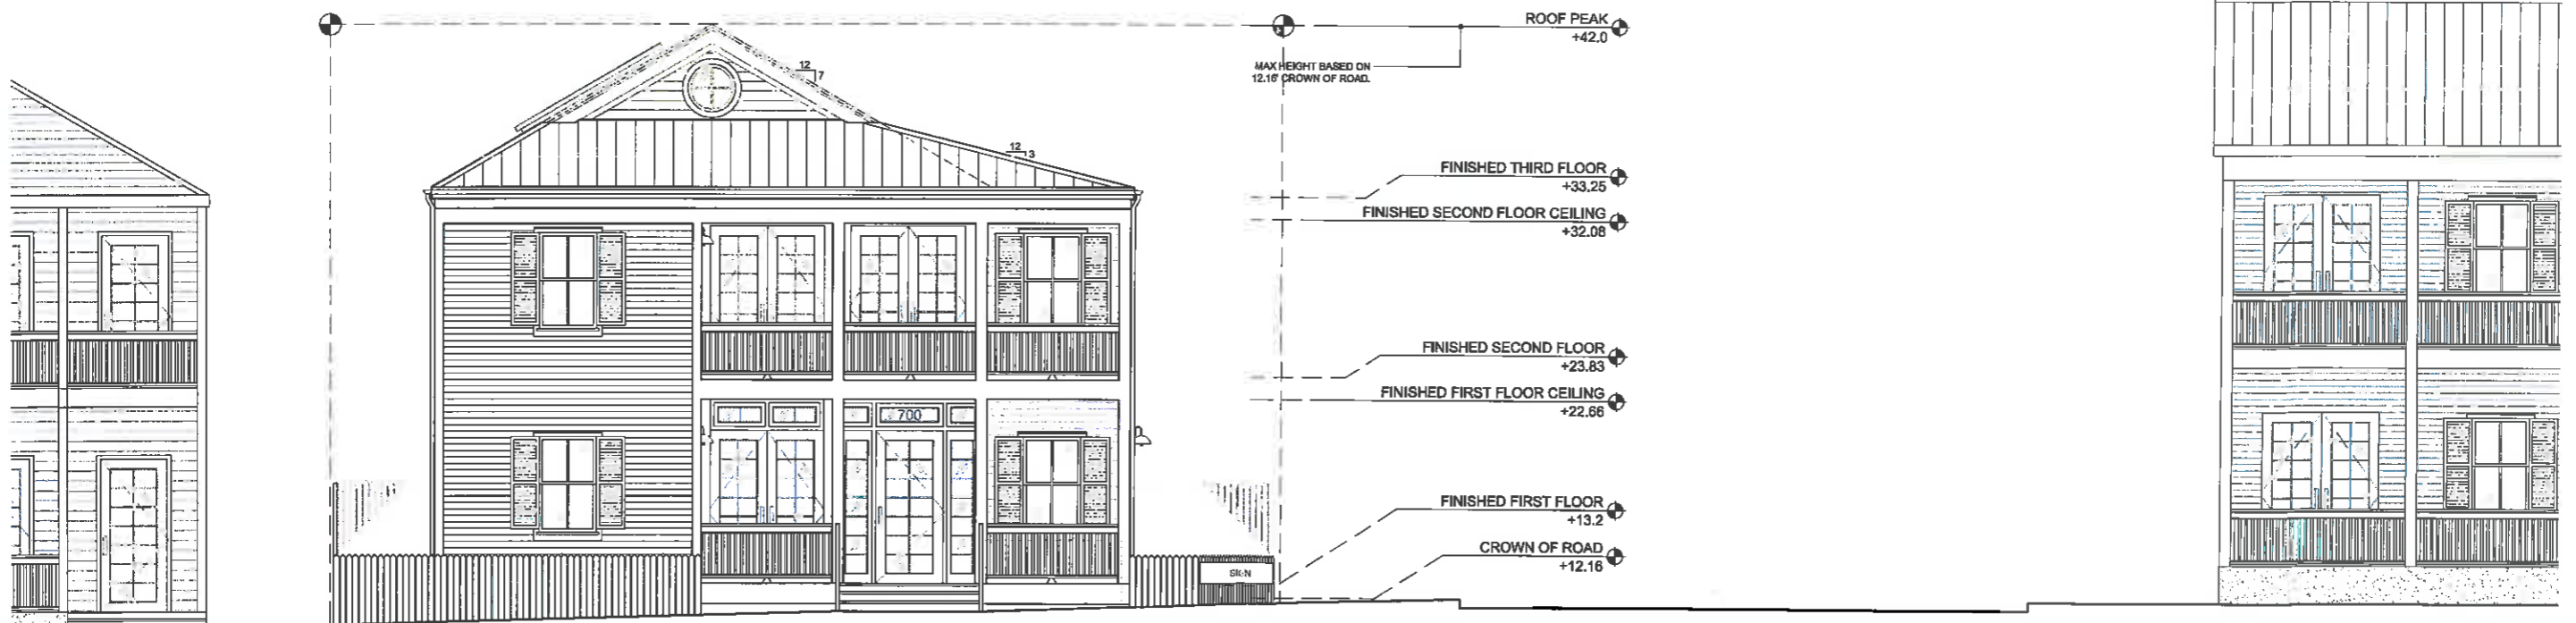 ROOF PEAK
+42.0
MAX HEIGHT BASED ON
12.16' CROWN OF ROAD.
12
7
12
3
FINISHED THIRD FLOOR
+33.25
FINISHED SECOND FLOOR CEILING
+32.08
FINISHED SECOND FLOOR
+23.83
FINISHED FIRST FLOOR CEILING
+22.66
700
FINISHED FIRST FLOOR
+13.2
CROWN OF ROAD
+12.16
SIGN